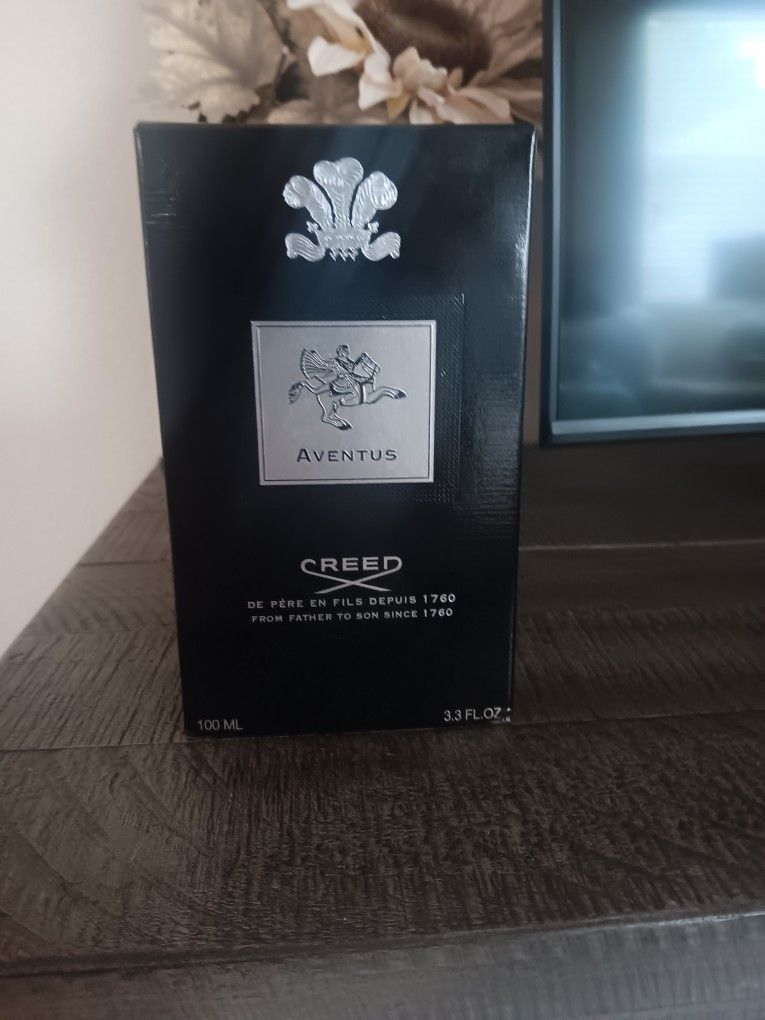 AVENTUS
CREED
DE PÈRE EN FILS DEPUIS 1760
FROM FATHER TO SON SINCE 1760
100 ML
3.3 FL.OZ.